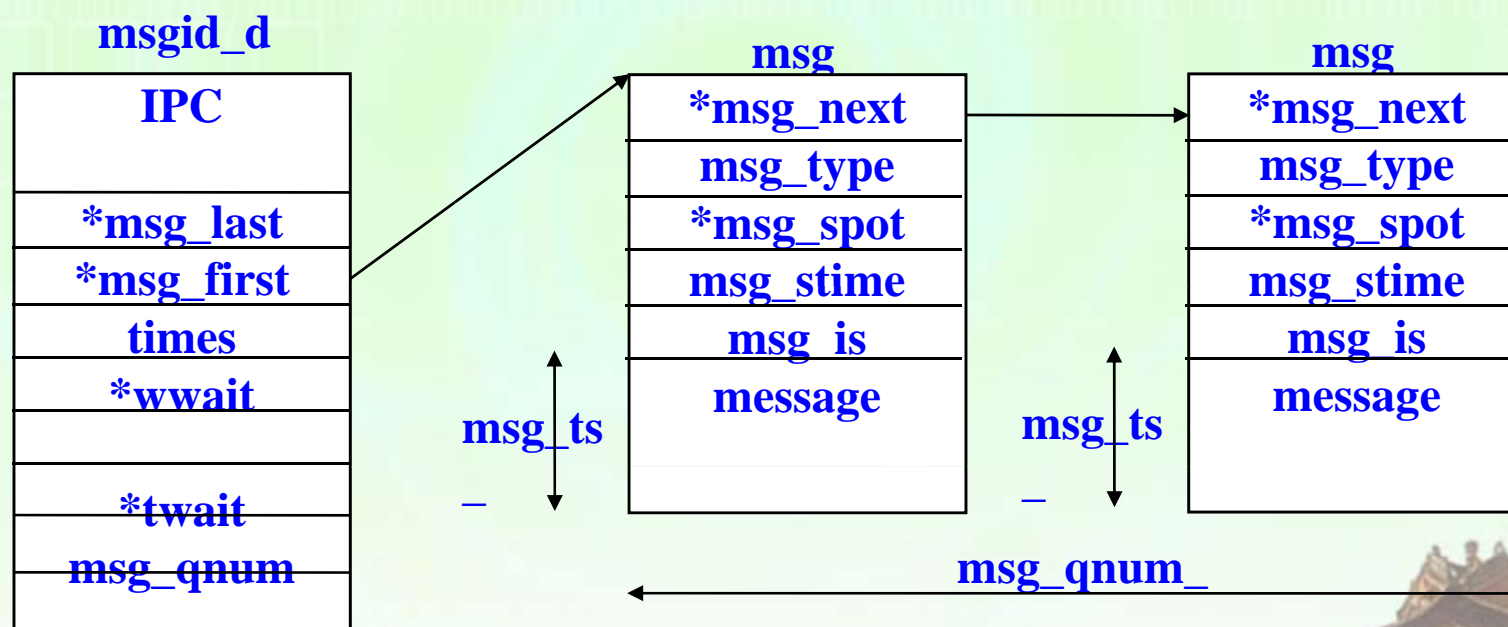 msgid_d
IPC
*msg_last
*msg_first
times
*wwait
*twait
msg_qnum
msg
*msg_next
msg_type
*msg_spot
msg_stime
msg_is
message
msg_ts
_
msg
*msg_next
msg_type
*msg_spot
msg_stime
msg_is
message
msg_ts
_
msg_qnum_